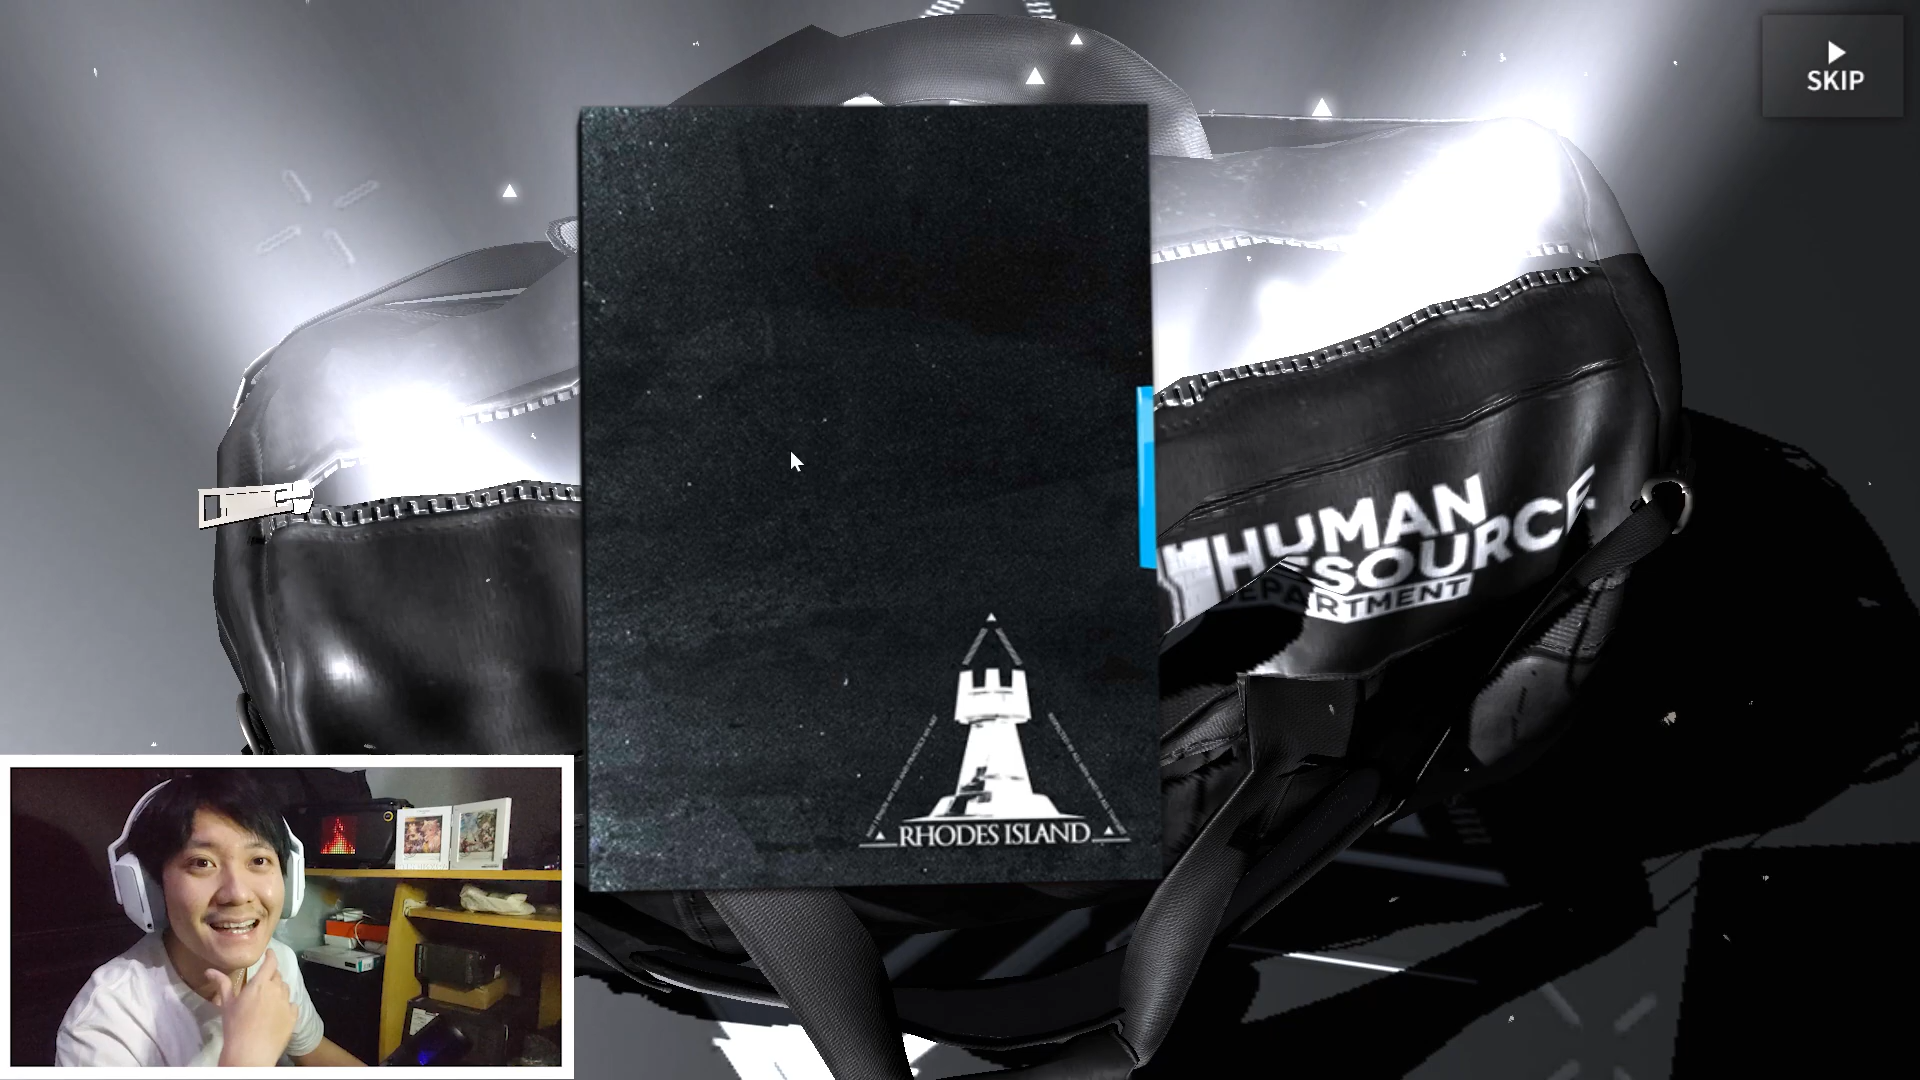 SKIP
HUMAN
RESOURCE
DEPARTMENT
RHODES ISLAND